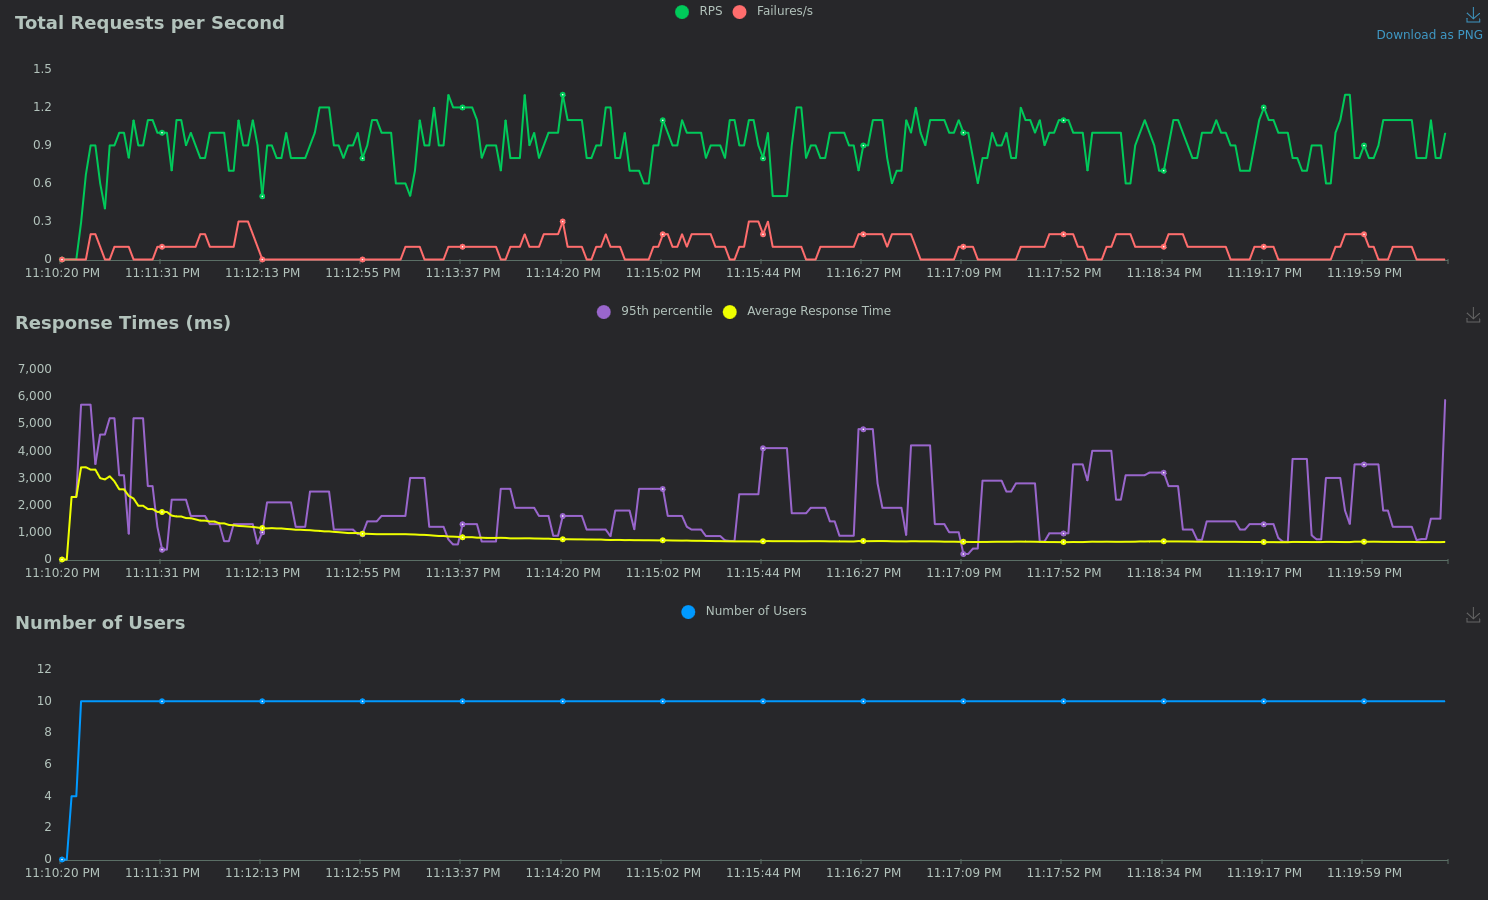 Total Requests per Second
RPS Failures/s
Download as PNG
1.5
1.2
0.9
0.6
0.3
0
11:10:20 PM 11:11:31 PM 11:12:13 PM 11:12:55 PM 11:13:37 PM 11:14:20 PM 11:15:02 PM 11:15:44 PM 11:16:27 PM 11:17:09 PM 11:17:52 PM 11:18:34 PM 11:19:17 PM 11:19:59 PM
Response Times (ms)
95th percentile Average Response Time
7,000
6,000
5,000
4,000
3,000
2,000
1,000
0
11:10:20 PM 11:11:31 PM 11:12:13 PM 11:12:55 PM 11:13:37 PM 11:14:20 PM 11:15:02 PM 11:15:44 PM 11:16:27 PM 11:17:09 PM 11:17:52 PM 11:18:34 PM 11:19:17 PM 11:19:59 PM
Number of Users
Number of Users
12
10
8
6
4
2
0
11:10:20 PM 11:11:31 PM 11:12:13 PM 11:12:55 PM 11:13:37 PM 11:14:20 PM 11:15:02 PM 11:15:44 PM 11:16:27 PM 11:17:09 PM 11:17:52 PM 11:18:34 PM 11:19:17 PM 11:19:59 PM